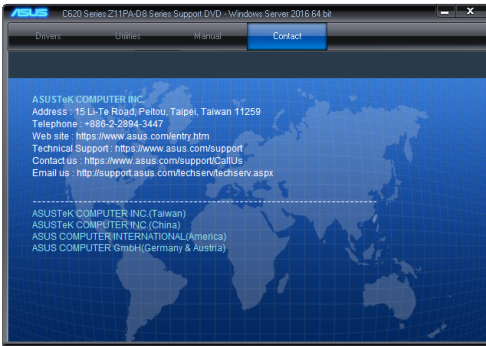 ASUS C620 Series Z11PA-D8 Series Support DVD - Windows Server 2016 64 bit
Drivers Utilities Manual Contact
ASUSTeK COMPUTER INC.
Address : 15 Li-Te Road, Peitou, Taipei, Taiwan 11259
Telephone : +886-2-2894-3447
Web site : https://www.asus.com/entry.htm
Technical Support : https://www.asus.com/support
Contact us : https://www.asus.com/support/CallUs
Email us : http://support.asus.com/techserv/techserv.aspx
ASUSTeK COMPUTER INC.(Taiwan)
ASUSTeK COMPUTER INC.(China)
ASUS COMPUTER INTERNATIONAL(America)
ASUS COMPUTER GmbH(Germany & Austria)